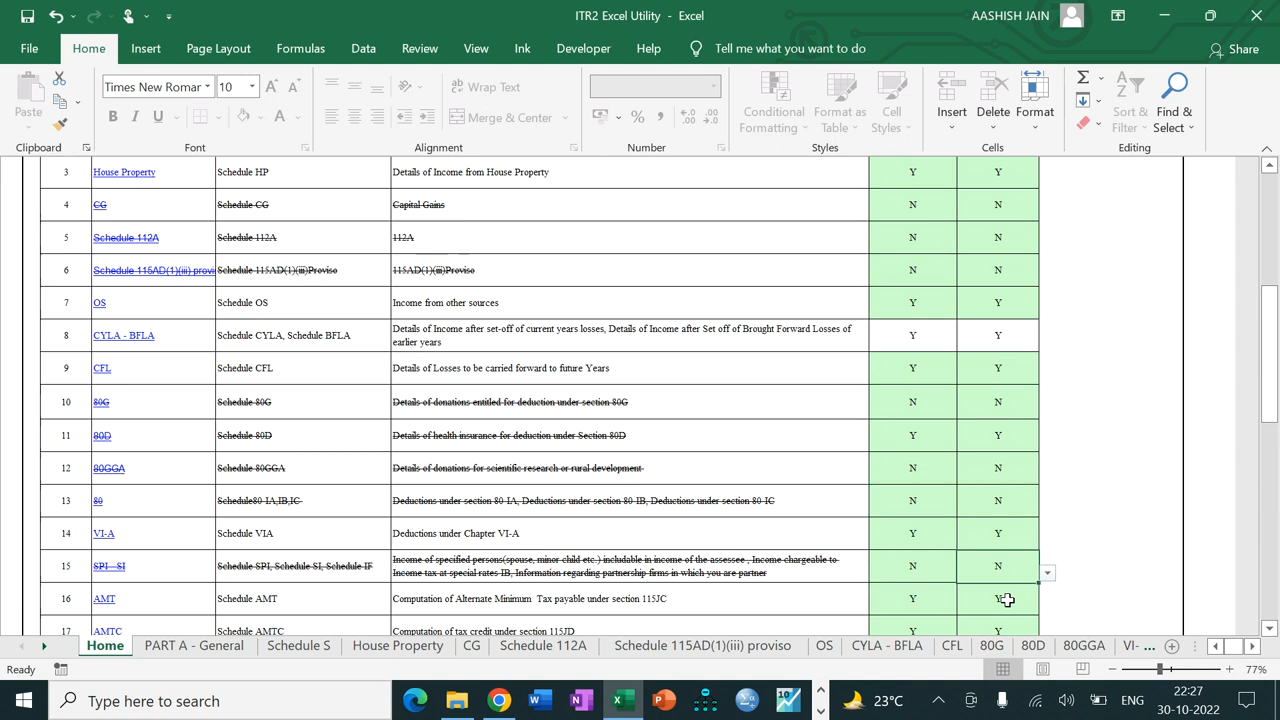 ITR2 Excel Utility - Excel
AASHISH JAIN
File Home Insert Page Layout Formulas Data Review View Ink Developer Help Tell me what you want to do Share
Times New Romar 10
Wrap Text
Paste
Merge & Center
Conditional Formatting
Format as Table
Cell Styles
Insert Delete Format
Sort & Filter
Find & Select
Clipboard Font Alignment Number Styles Cells Editing
3 House Property Schedule HP Details of Income from House Property Y Y
4 CG Schedule CG Capital Gains N N
5 Schedule 112A Schedule 112A 112A N N
6 Schedule 115AD(1)(iii) provi Schedule 115AD(1)(iii)Proviso 115AD(1)(iii)Proviso N N
7 OS Schedule OS Income from other sources Y Y
8 CYLA - BFLA Schedule CYLA, Schedule BFLA Details of Income after set-off of current years losses, Details of Income after Set off of Brought Forward Losses of
earlier years Y Y
9 CFL Schedule CFL Details of Losses to be carried forward to future Years Y Y
10 80G Schedule 80G Details of donations entitled for deduction under section 80G N N
11 80D Schedule 80D Details of health insurance for deduction under Section 80D Y Y
12 80GGA Schedule 80GGA Details of donations for scientific research or rural development N N
13 80 Schedule80-IA,IB,IC Deductions under section 80-IA, Deductions under section 80-IB, Deductions under section 80-IC N N
14 VI-A Schedule VIA Deductions under Chapter VI-A Y Y
15 SPI - SI Schedule SPI, Schedule SI, Schedule IF Income of specified persons(spouse, minor child etc.) includable in income of the assessee , Income chargeable to
Income tax at special rates IB, Information regarding partnership firms in which you are partner N N
16 AMT Schedule AMT Computation of Alternate Minimum Tax payable under section 115JC Y Y
17 AMTC Schedule AMTC Computation of tax credit under section 115JD Y Y
Home PART A - General Schedule S House Property CG Schedule 112A Schedule 115AD(1)(iii) proviso OS CYLA - BFLA CFL 80G 80D 80GGA VI- ...
Ready 77%
Type here to search
23°C ENG 22:27
30-10-2022